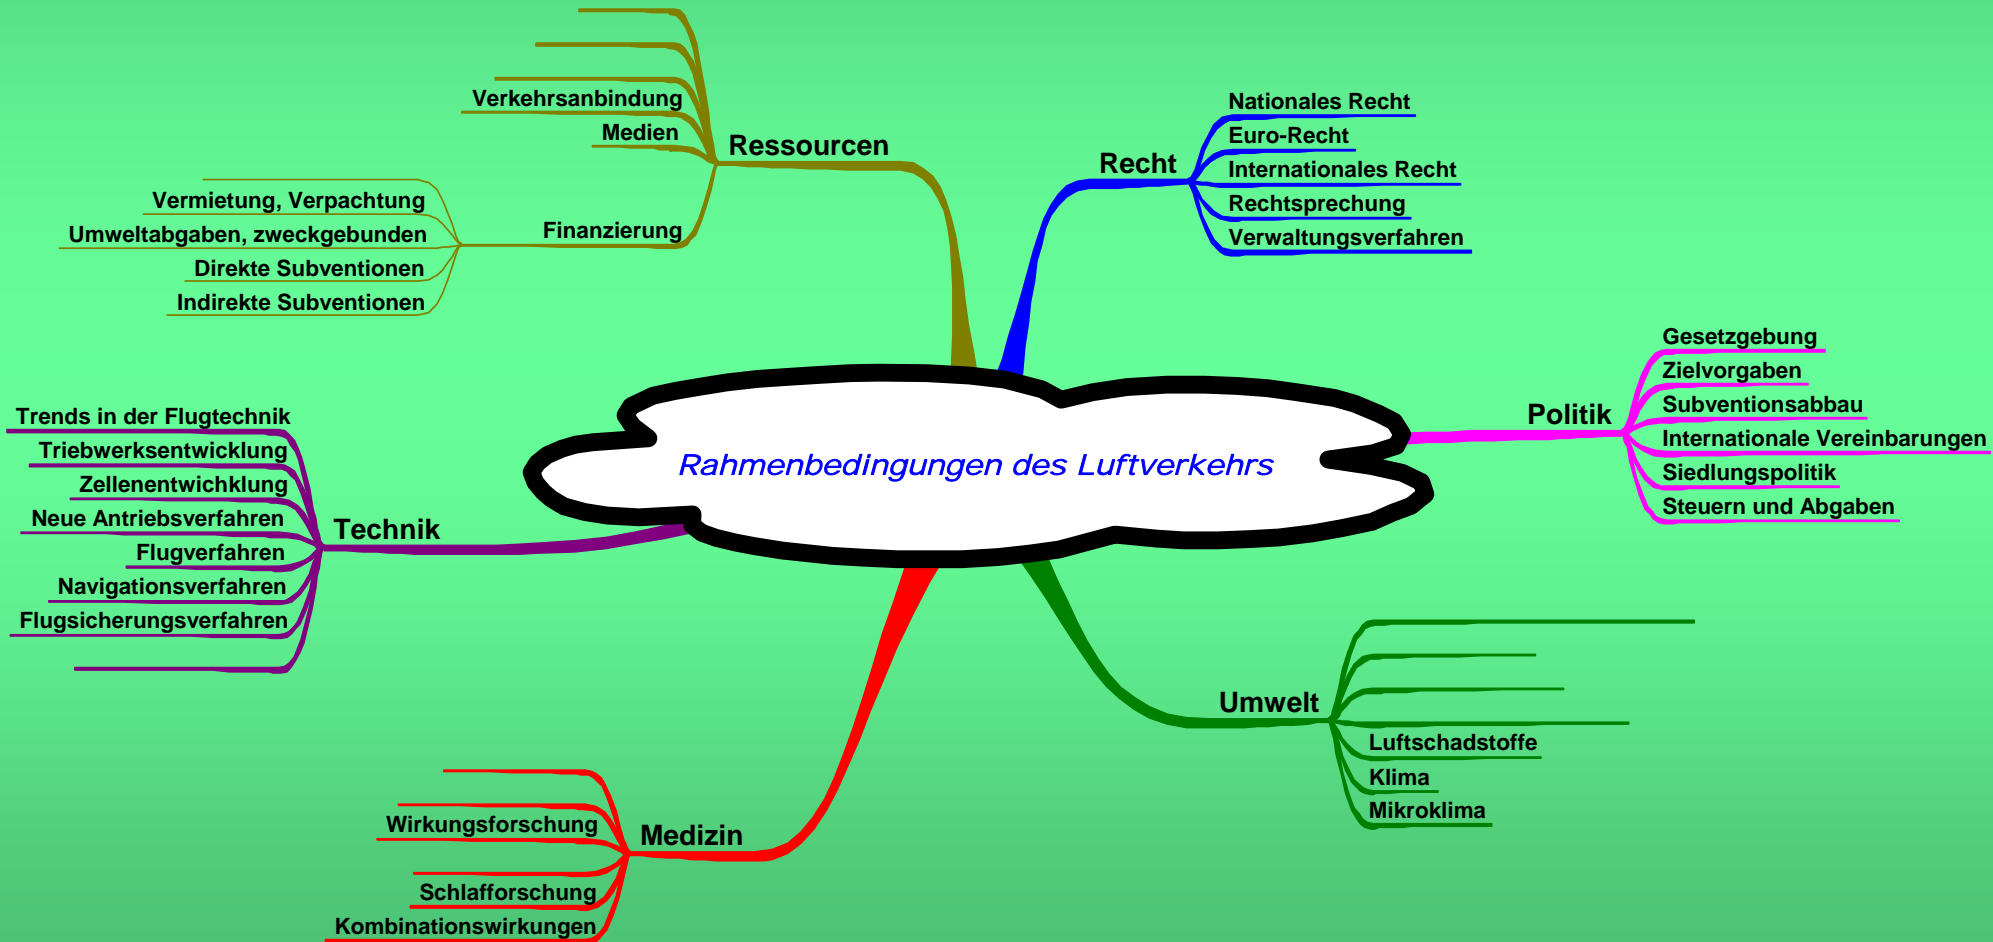 Rahmenbedingungen des Luftverkehrs
Ressourcen
Verkehrsanbindung
Medien
Finanzierung
Vermietung, Verpachtung
Umweltabgaben, zweckgebunden
Direkte Subventionen
Indirekte Subventionen
Recht
Nationales Recht
Euro-Recht
Internationales Recht
Rechtsprechung
Verwaltungsverfahren
Politik
Gesetzgebung
Zielvorgaben
Subventionsabbau
Internationale Vereinbarungen
Siedlungspolitik
Steuern und Abgaben
Technik
Trends in der Flugtechnik
Triebwerksentwicklung
Zellenentwichklung
Neue Antriebsverfahren
Flugverfahren
Navigationsverfahren
Flugsicherungsverfahren
Umwelt
Luftschadstoffe
Klima
Mikroklima
Medizin
Wirkungsforschung
Schlafforschung
Kombinationswirkungen